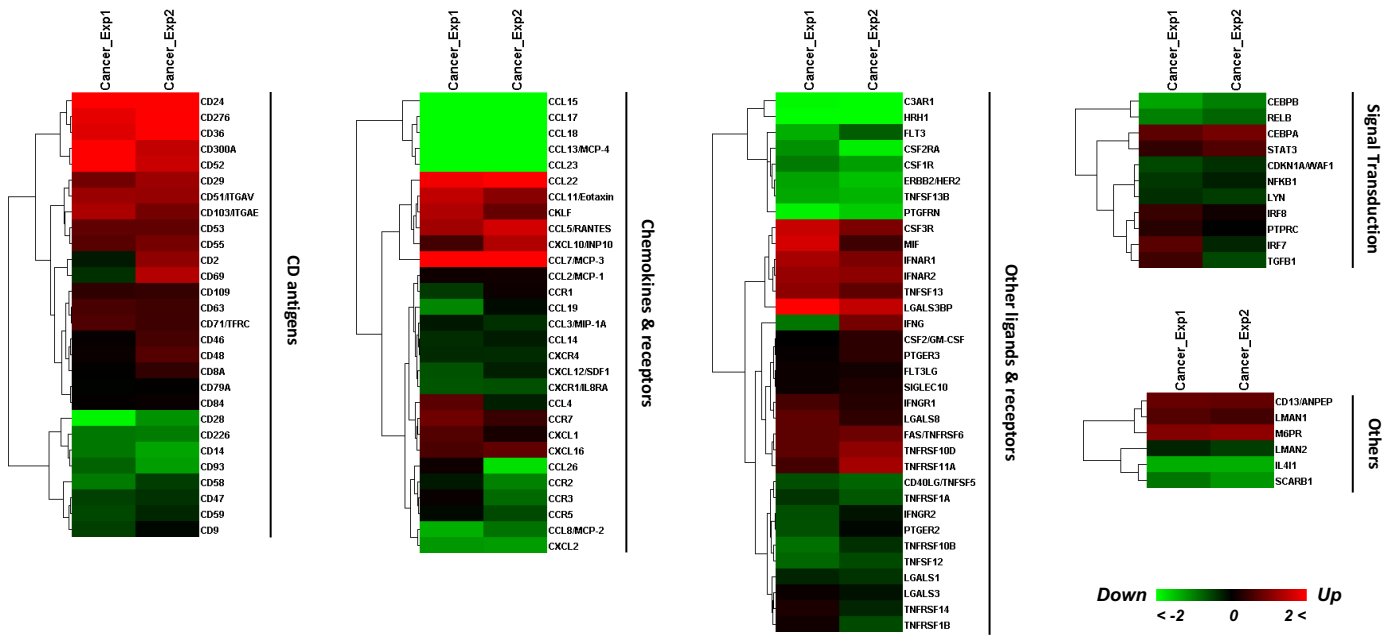 Cancer_Exp1
Cancer_Exp2
CD24
CD276
CD36
CD300A
CD52
CD29
CD51/ITGAV
CD103/ITGAE
CD53
CD55
CD2
CD69
CD109
CD63
CD71/TFRC
CD46
CD48
CD8A
CD79A
CD84
CD28
CD226
CD14
CD93
CD58
CD47
CD59
CD9
CD antigens
Cancer_Exp1
Cancer_Exp2
CCL15
CCL17
CCL18
CCL13/MCP-4
CCL23
CCL22
CCL11/Eotaxin
CKLF
CCL5/RANTES
CXCL10/INP10
CCL7/MCP-3
CCL2/MCP-1
CCR1
CCL19
CCL3/MIP-1A
CCL14
CXCR4
CXCL12/SDF1
CXCR1/IL8RA
CCL4
CCR7
CXCL1
CXCL16
CCL26
CCR2
CCR3
CCR5
CCL8/MCP-2
CXCL2
Chemokines & receptors
Cancer_Exp1
Cancer_Exp2
C3AR1
HRH1
FLT3
CSF2RA
CSF1R
ERBB2/HER2
TNFSF13B
PTGFRN
CSF3R
MIF
IFNAR1
IFNAR2
TNFSF13
LGALS3BP
IFNG
CSF2/GM-CSF
PTGER3
FLT3LG
SIGLEC10
IFNGR1
LGALS8
FAS/TNFRSF6
TNFRSF10D
TNFRSF11A
CD40LG/TNFSF5
TNFRSF1A
IFNGR2
PTGER2
TNFRSF10B
TNFSF12
LGALS1
LGALS3
TNFRSF14
TNFRSF1B
Other ligands & receptors
Cancer_Exp1
Cancer_Exp2
CEBPB
RELB
CEBPA
STAT3
CDKN1A/WAF1
NFKB1
LYN
IRF8
PTPRC
IRF7
TGFB1
Signal Transduction
Cancer_Exp1
Cancer_Exp2
CD13/ANPEP
LMAN1
M6PR
LMAN2
IL4I1
SCARB1
Others
Down Up
< -2 0 2 <